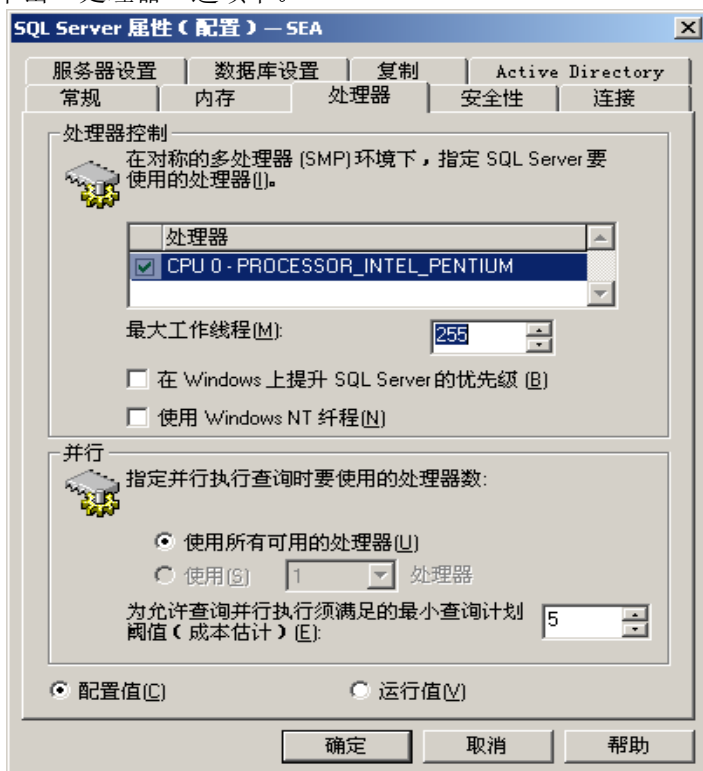 SQL Server 属性（配置）— SEA
服务器设置 数据库设置 复制 Active Directory
常规 内存 处理器 安全性 连接
处理器控制
在对称的多处理器 (SMP)环境下，指定 SQL Server 要
使用的处理器(I)。
处理器
CPU 0 - PROCESSOR_INTEL_PENTIUM
最大工作线程(M): 255
在 Windows 上提升 SQL Server 的优先级 (B)
使用 Windows NT 纤程(N)
并行
指定并行执行查询时要使用的处理器数:
使用所有可用的处理器(U)
使用(S) 1 处理器
为允许查询并行执行须满足的最小查询计划
阈值（成本估计）(E): 5
配置值(C) 运行值(V)
确定 取消 帮助